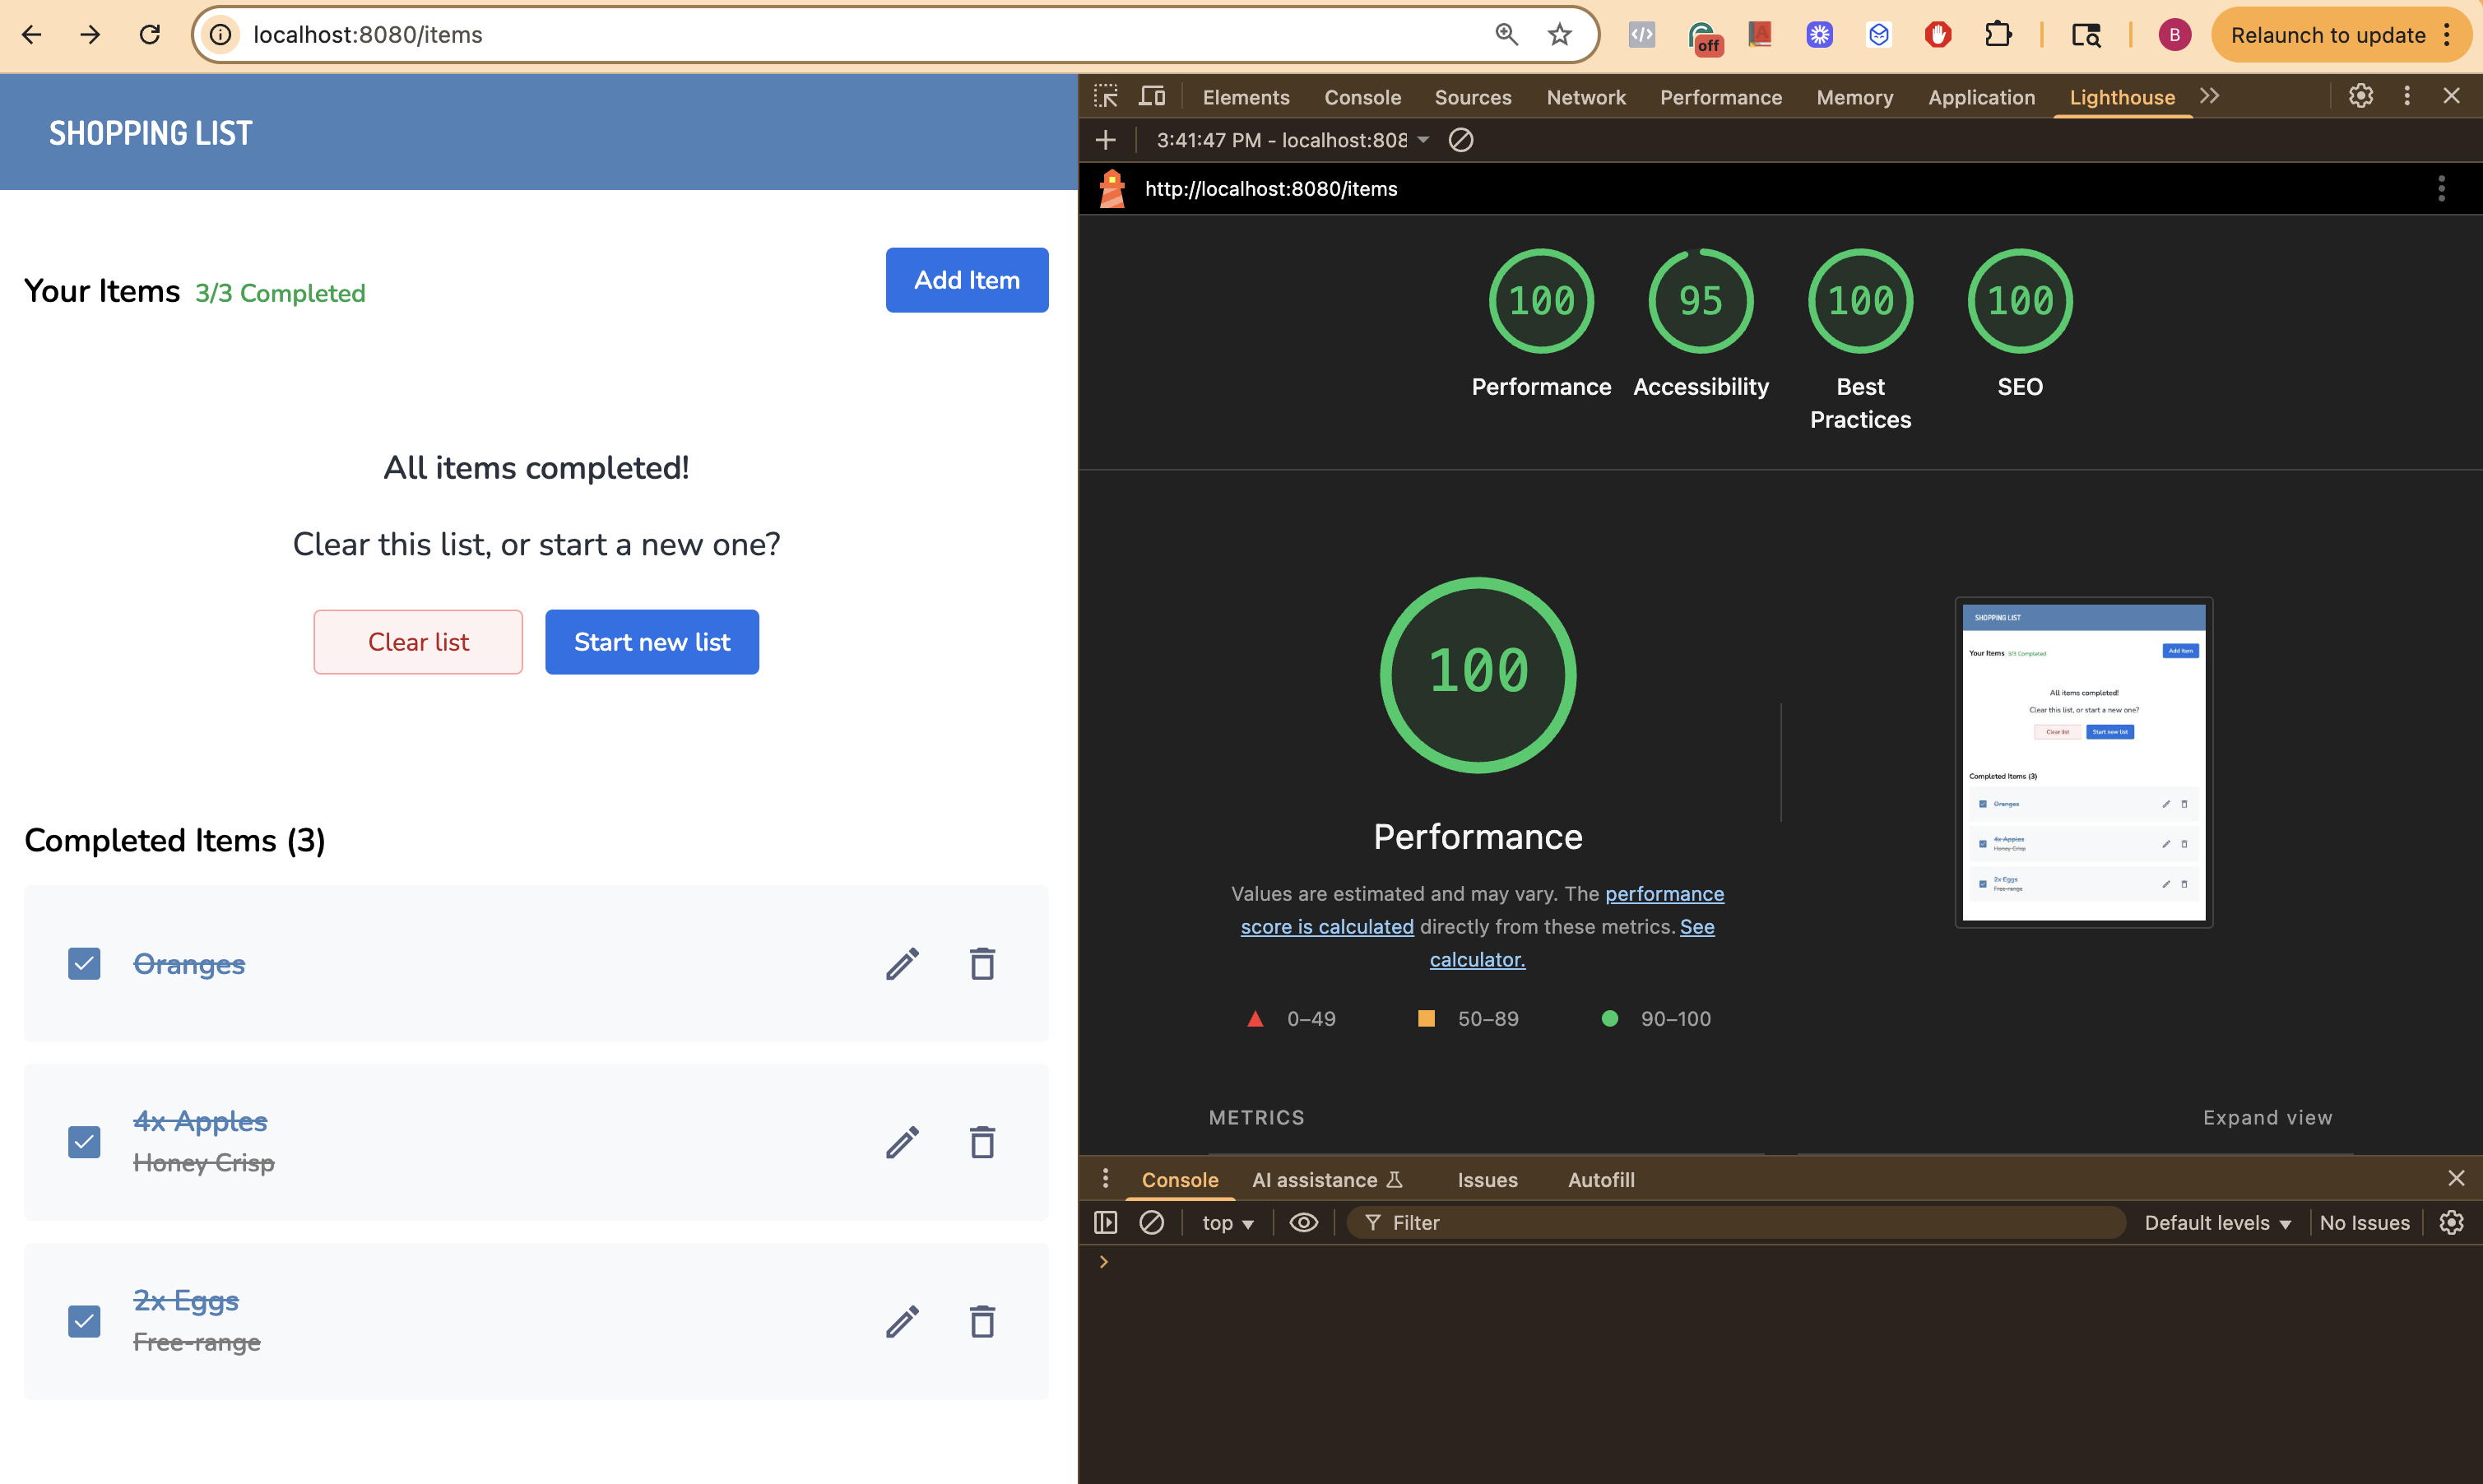 localhost:8080/items
off
A
B
Relaunch to update
SHOPPING LIST
Your Items 3/3 Completed
Add Item
All items completed!
Clear this list, or start a new one?
Clear list
Start new list
Completed Items (3)
Oranges
4x Apples
Honey Crisp
2x Eggs
Free-range
Elements Console Sources Network Performance Memory Application Lighthouse
3:41:47 PM - localhost:808
http://localhost:8080/items
100 95 100 100
Performance Accessibility Best Practices SEO
100
Performance
Values are estimated and may vary. The performance
score is calculated directly from these metrics. See
calculator.
0–49 50–89 90–100
SHOPPING LIST
Your Items 3/3 Completed
Add Item
All items completed!
Clear this list, or start a new one?
Clear list Start new list
Completed Items (3)
Oranges
4x Apples
Honey Crisp
2x Eggs
Free-range
METRICS
Expand view
Console AI assistance Issues Autofill
top Filter Default levels No Issues